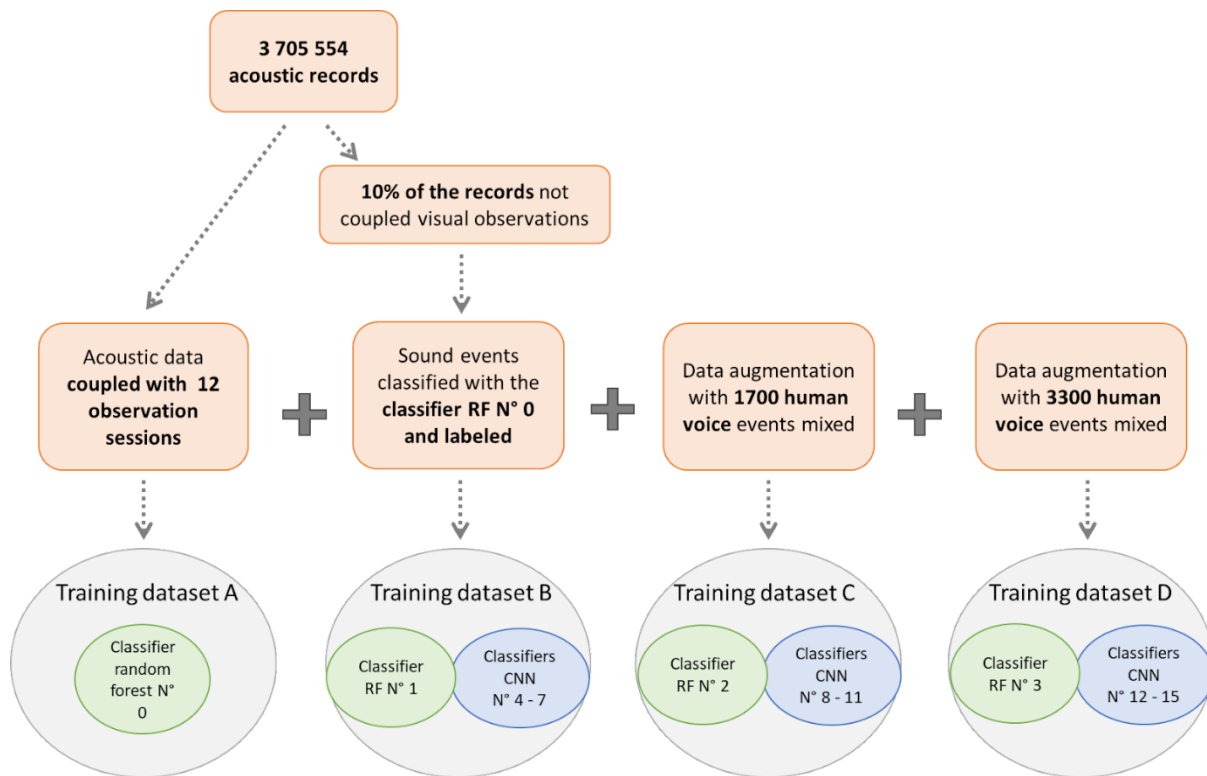 3 705 554
acoustic records
10% of the records not
coupled visual observations
Acoustic data
coupled with 12
observation
sessions
Sound events
classified with the
classifier RF N° 0
and labeled
Data augmentation
with 1700 human
voice events mixed
Data augmentation
with 3300 human
voice events mixed
Training dataset A
Classifier
random
forest N°
0
Training dataset B
Classifier
RF N° 1
Classifiers
CNN
N° 4 - 7
Training dataset C
Classifier
RF N° 2
Classifiers
CNN
N° 8 - 11
Training dataset D
Classifier
RF N° 3
Classifiers
CNN
N° 12 - 15